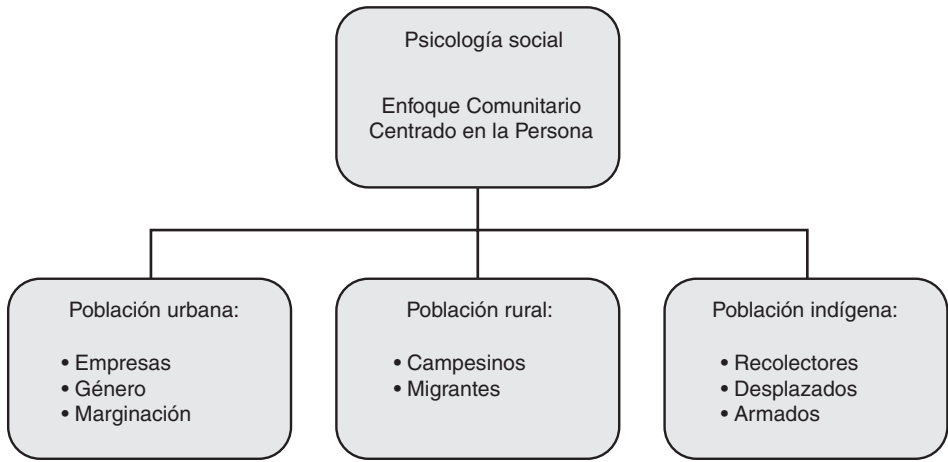 Psicología social
Enfoque Comunitario
Centrado en la Persona
Población urbana:
• Empresas
• Género
• Marginación
Población rural:
• Campesinos
• Migrantes
Población indígena:
• Recolectores
• Desplazados
• Armados